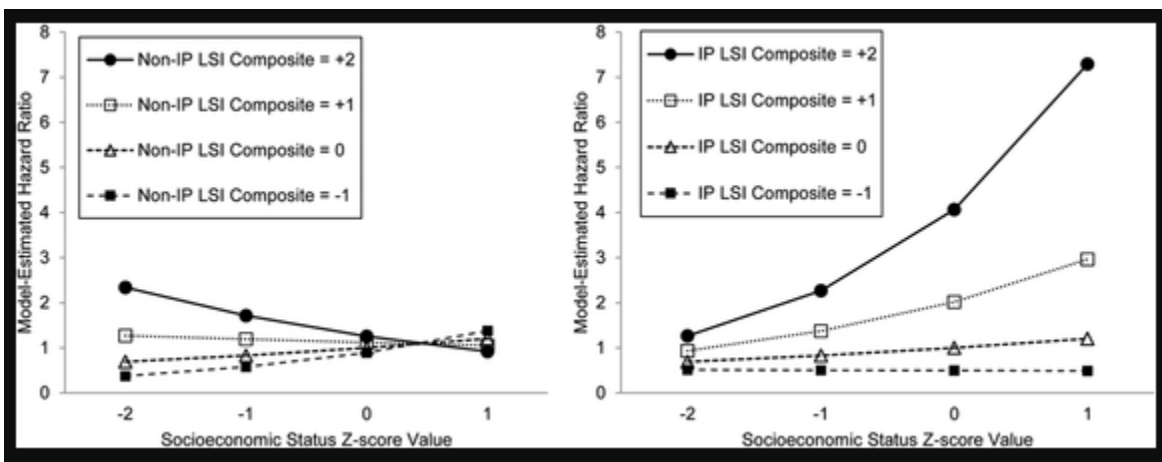 Model-Estimated Hazard Ratio
8
7
6
5
4
3
2
1
0
Non-IP LSI Composite = +2
Non-IP LSI Composite = +1
Non-IP LSI Composite = 0
Non-IP LSI Composite = -1
-2 -1 0 1
Socioeconomic Status Z-score Value
Model-Estimated Hazard Ratio
8
7
6
5
4
3
2
1
0
IP LSI Composite = +2
IP LSI Composite = +1
IP LSI Composite = 0
IP LSI Composite = -1
-2 -1 0 1
Socioeconomic Status Z-score Value